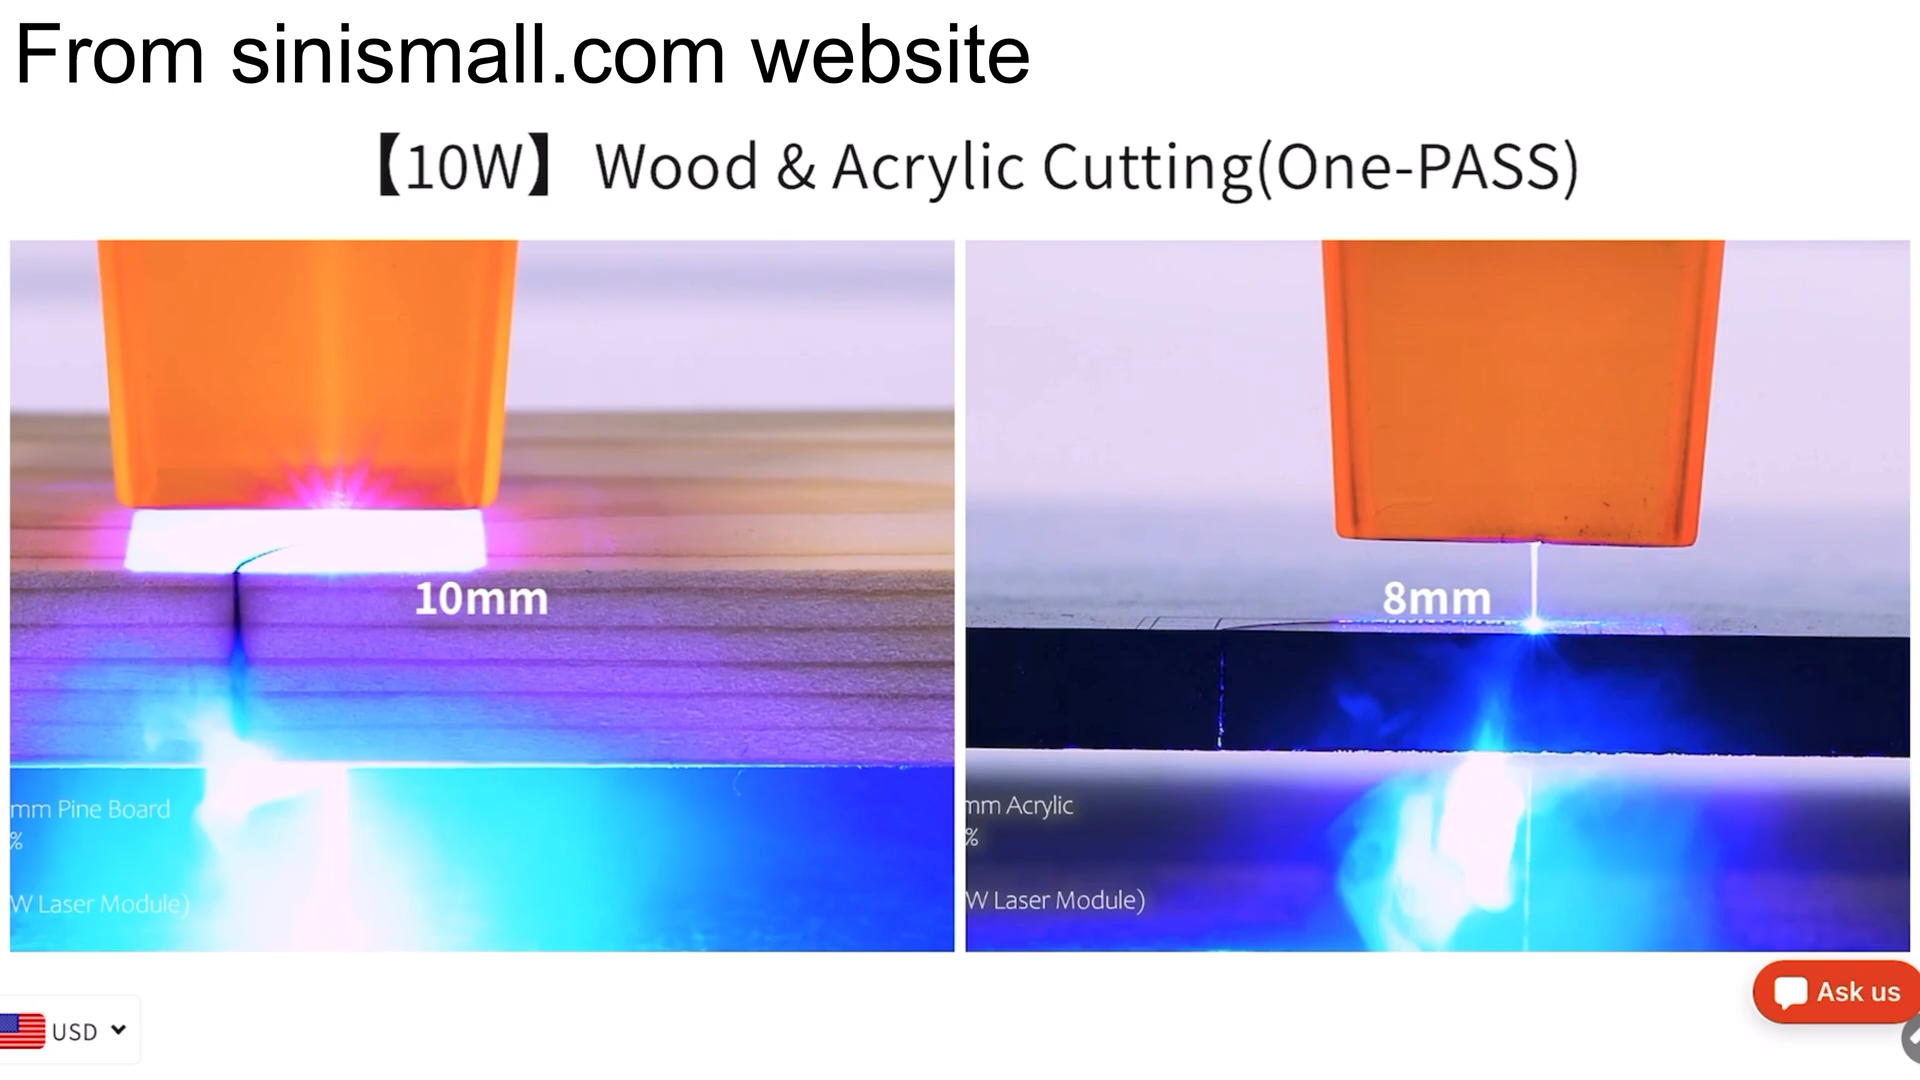 From sinismall.com website
【10W】 Wood & Acrylic Cutting(One-PASS)
10mm
mm Pine Board
%
W Laser Module)
8mm
mm Acrylic
%
W Laser Module)
USD
Ask us